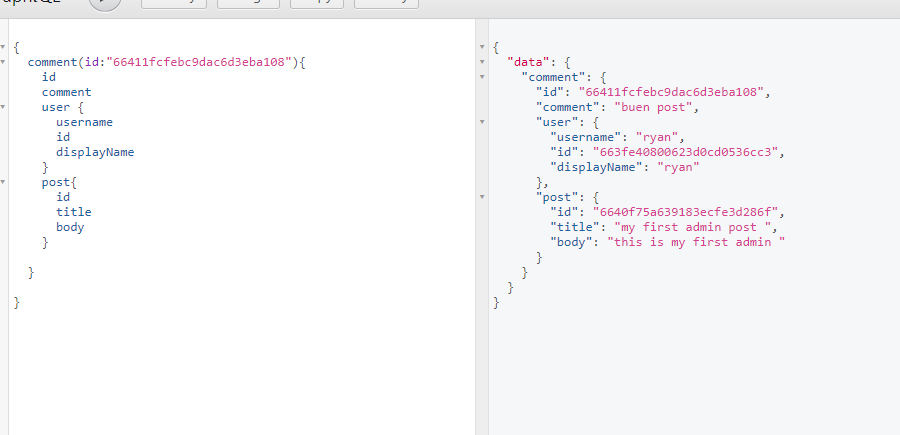 {
comment(id:"66411fcfebc9dac6d3eba108"){
id
comment
user {
username
id
displayName
}
post{
id
title
body
}
}
}
{
"data": {
"comment": {
"id": "66411fcfebc9dac6d3eba108",
"comment": "buen post",
"user": {
"username": "ryan",
"id": "663fe40800623d0cd0536cc3",
"displayName": "ryan"
},
"post": {
"id": "6640f75a639183ecfe3d286f",
"title": "my first admin post ",
"body": "this is my first admin "
}
}
}
}